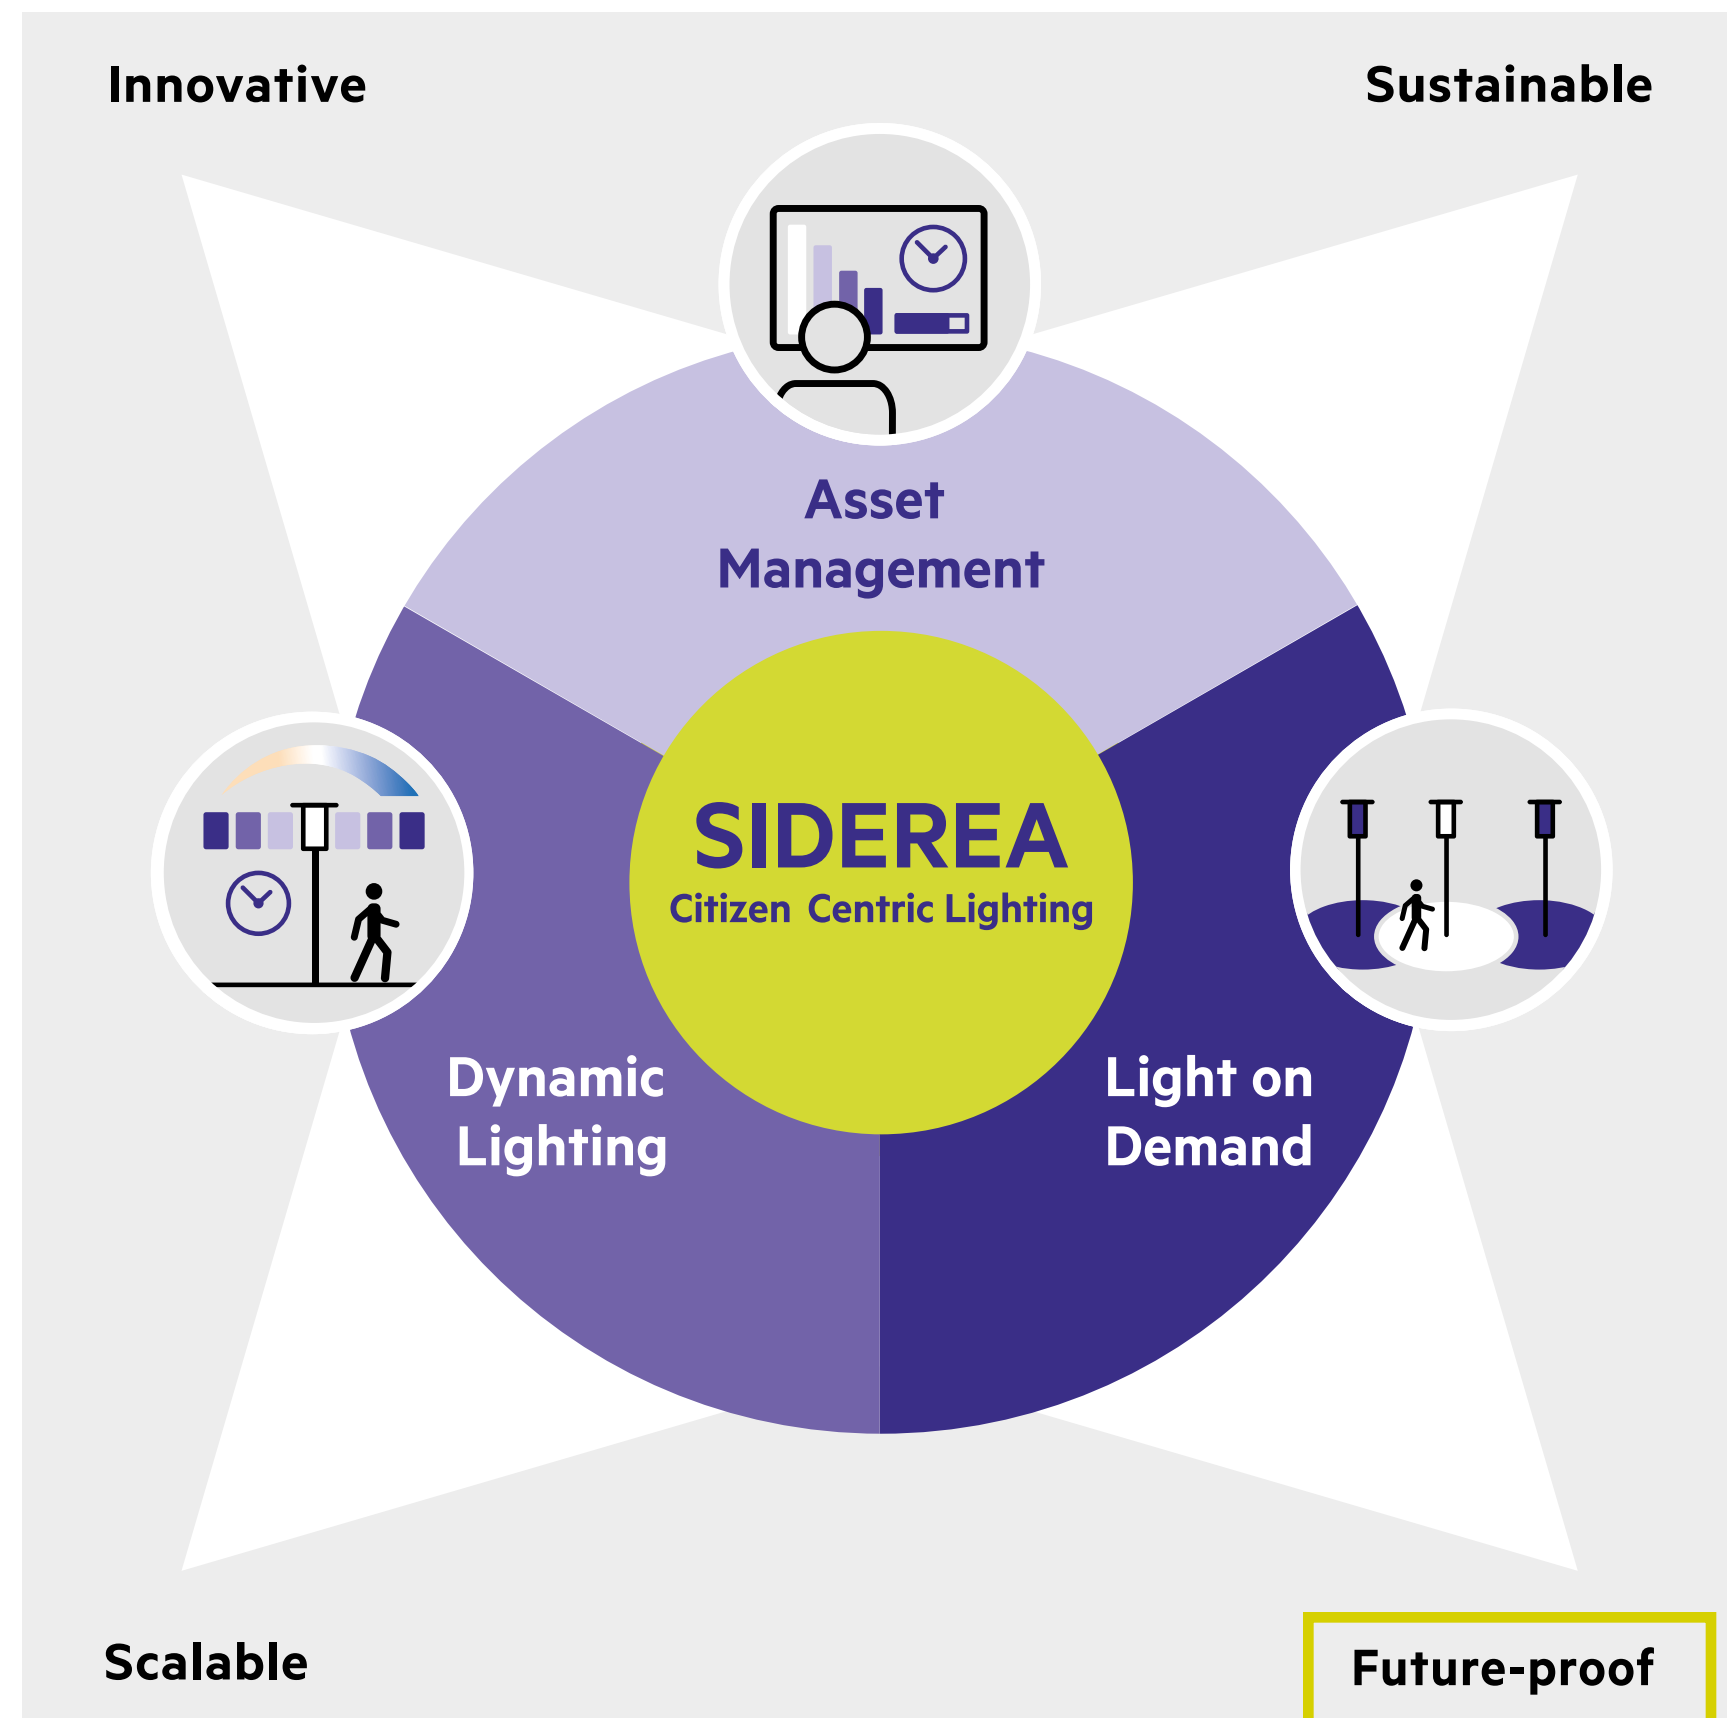 Innovative
Sustainable
Asset
Management
SIDEREA
Citizen Centric Lighting
Dynamic
Lighting
Light on
Demand
Scalable
Future-proof